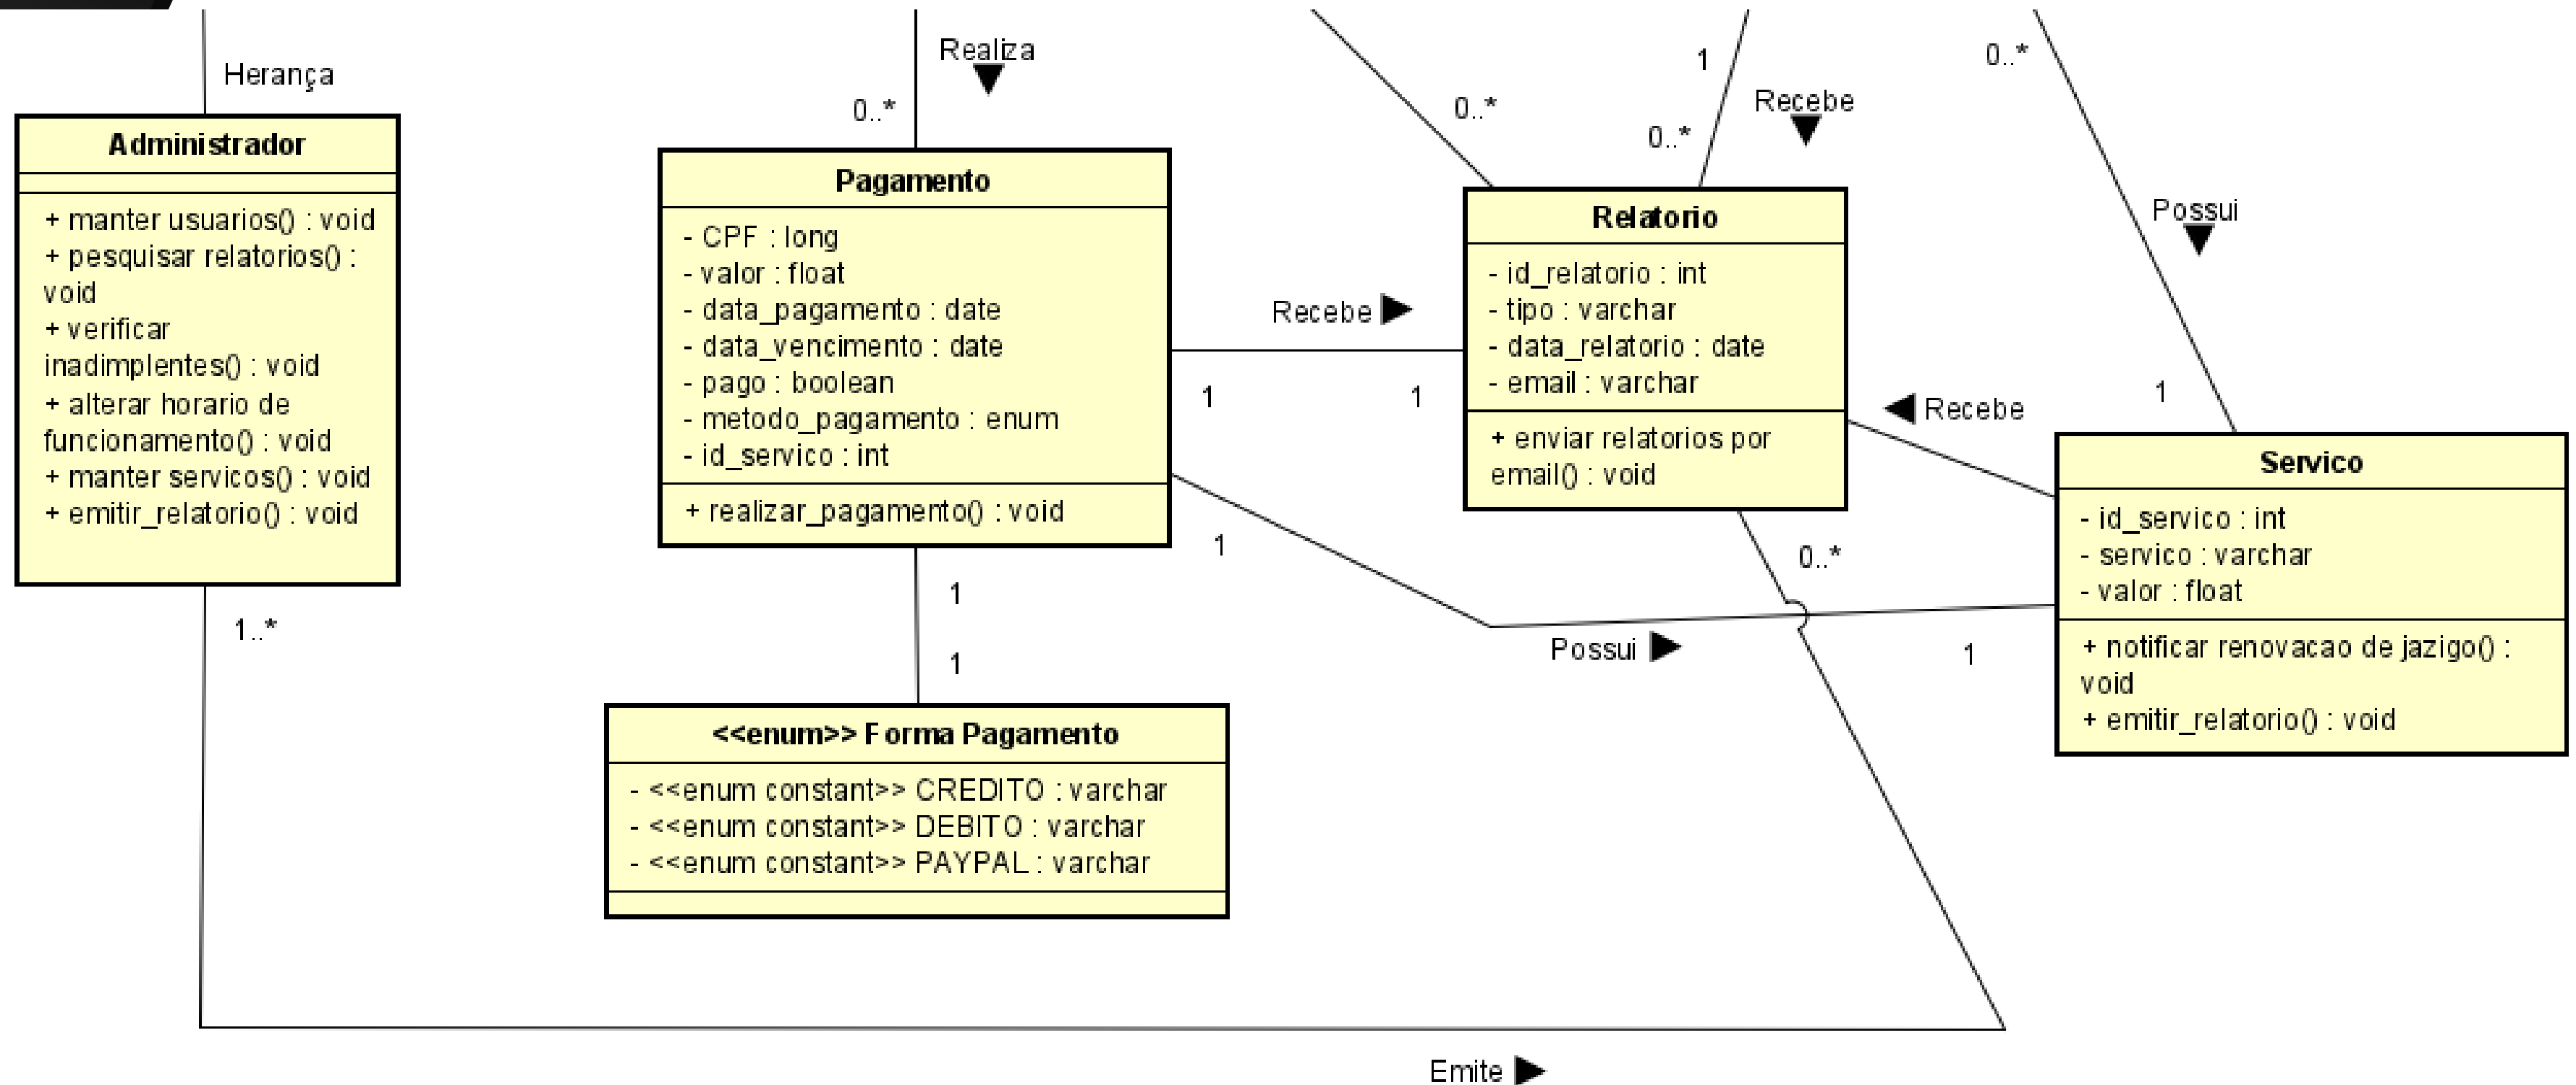 Herança
Realiza
0..*
0..*
1
0..*
Recebe
0..*
Possui
1
Administrador
+ manter usuarios() : void
+ pesquisar relatorios() :
void
+ verificar
inadimplentes() : void
+ alterar horario de
funcionamento() : void
+ manter servicos() : void
+ emitir_relatorio() : void
1..*
Pagamento
- CPF : long
- valor : float
- data_pagamento : date
- data_vencimento : date
- pago : boolean
- metodo_pagamento : enum
- id_servico : int
+ realizar_pagamento() : void
Recebe
1
1
Relatorio
- id_relatorio : int
- tipo : varchar
- data_relatorio : date
- email : varchar
+ enviar relatorios por
email() : void
Recebe
Servico
- id_servico : int
- servico : varchar
- valor : float
+ notificar renovacao de jazigo() :
void
+ emitir_relatorio() : void
1
0..*
Possui
1
1
1
<<enum>> Forma Pagamento
- <<enum constant>> CREDITO : varchar
- <<enum constant>> DEBITO : varchar
- <<enum constant>> PAYPAL : varchar
Emite